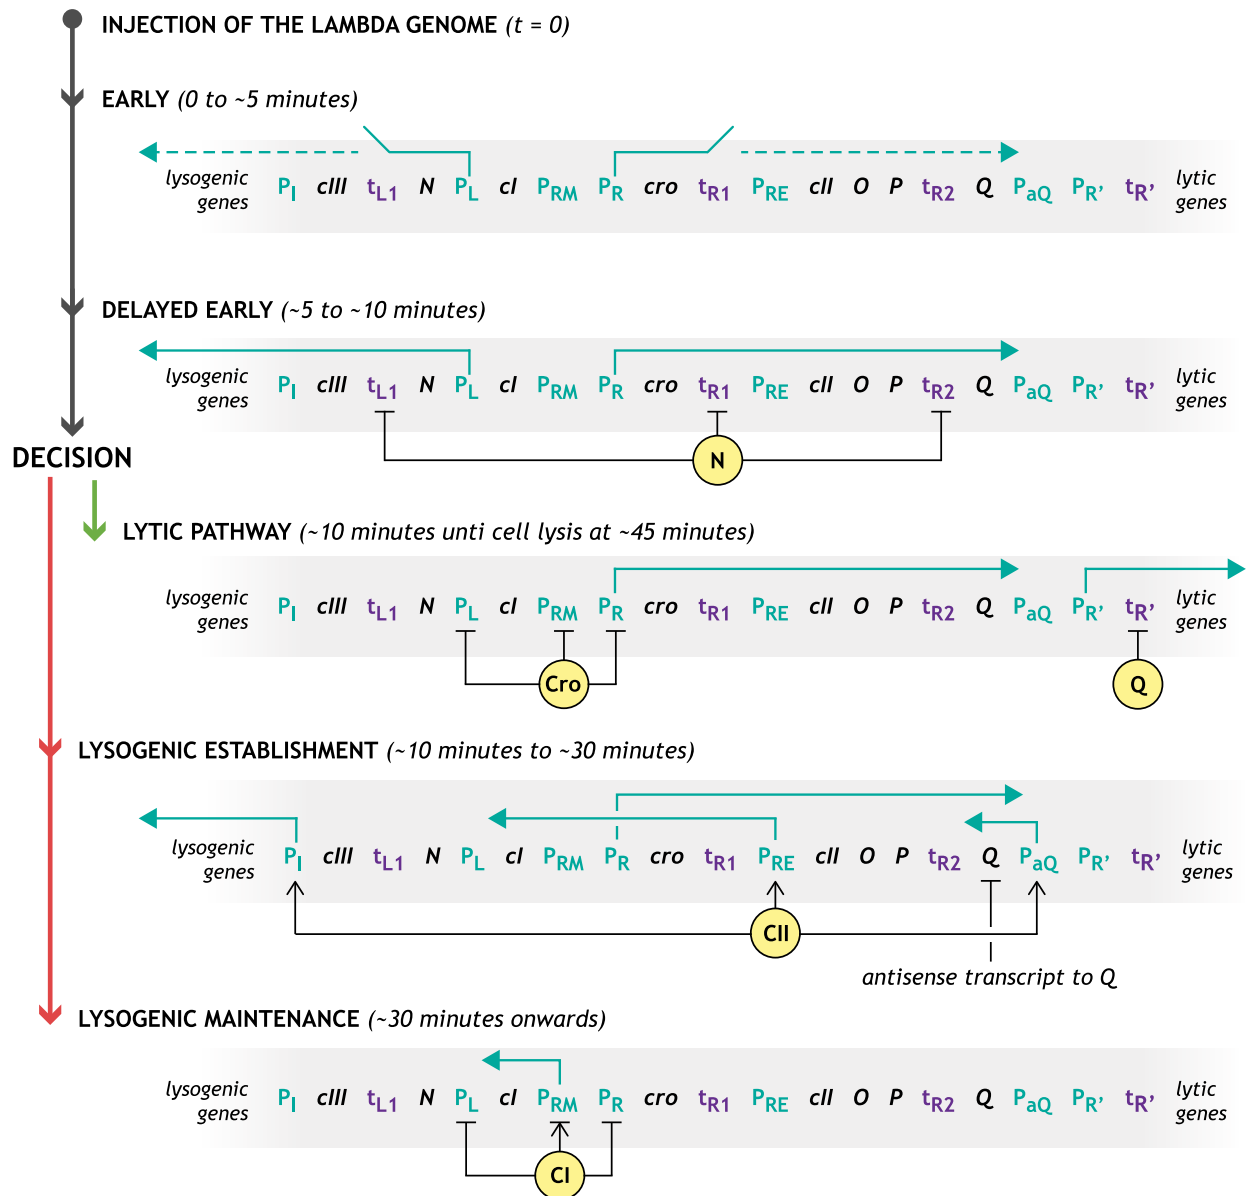 INJECTION OF THE LAMBDA GENOME (t = 0)
EARLY (0 to ~5 minutes)
lysogenic genes PI cIII tL1 N PL cI PRM PR cro tR1 PRE cII O P tR2 Q PaQ PR’ tR’ lytic genes
DELAYED EARLY (~5 to ~10 minutes)
lysogenic genes PI cIII tL1 N PL cI PRM PR cro tR1 PRE cII O P tR2 Q PaQ PR’ tR’ lytic genes
N
DECISION
LYTIC PATHWAY (~10 minutes unti cell lysis at ~45 minutes)
lysogenic genes PI cIII tL1 N PL cI PRM PR cro tR1 PRE cII O P tR2 Q PaQ PR’ tR’ lytic genes
Cro Q
LYSOGENIC ESTABLISHMENT (~10 minutes to ~30 minutes)
lysogenic genes PI cIII tL1 N PL cI PRM PR cro tR1 PRE cII O P tR2 Q PaQ PR’ tR’ lytic genes
CII
antisense transcript to Q
LYSOGENIC MAINTENANCE (~30 minutes onwards)
lysogenic genes PI cIII tL1 N PL cI PRM PR cro tR1 PRE cII O P tR2 Q PaQ PR’ tR’ lytic genes
CI